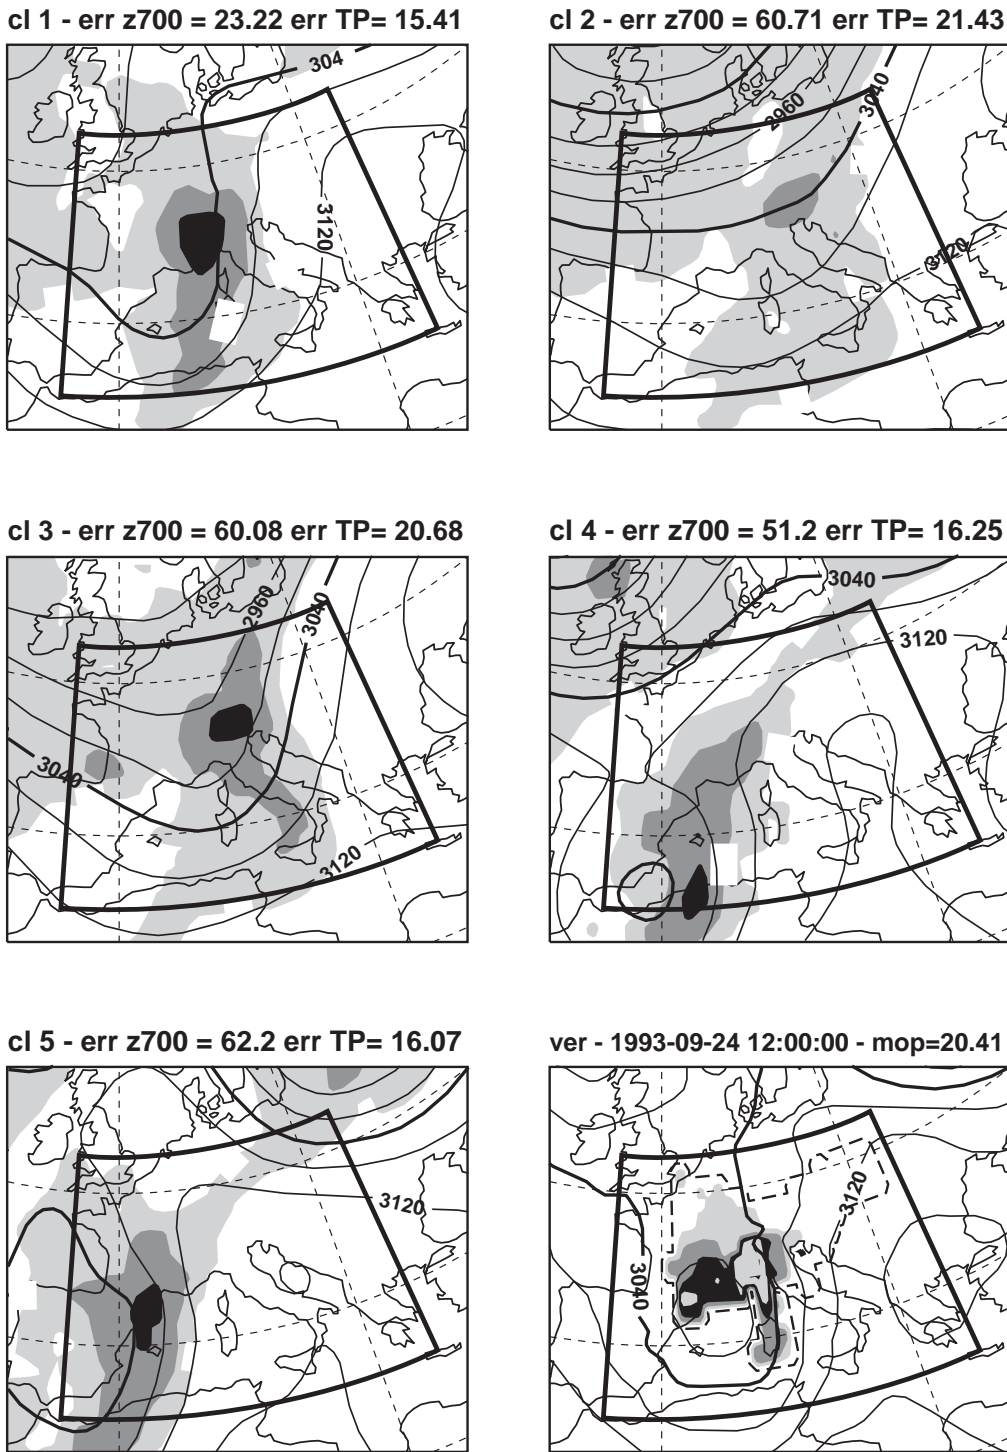 cl 1 - err z700 = 23.22 err TP= 15.41
304
3120
cl 2 - err z700 = 60.71 err TP= 21.43
2960
3040
3120
cl 3 - err z700 = 60.08 err TP= 20.68
2960
3040
3040
3120
cl 4 - err z700 = 51.2 err TP= 16.25
3040
3120
cl 5 - err z700 = 62.2 err TP= 16.07
3120
ver - 1993-09-24 12:00:00 - mop=20.41
3120
3040